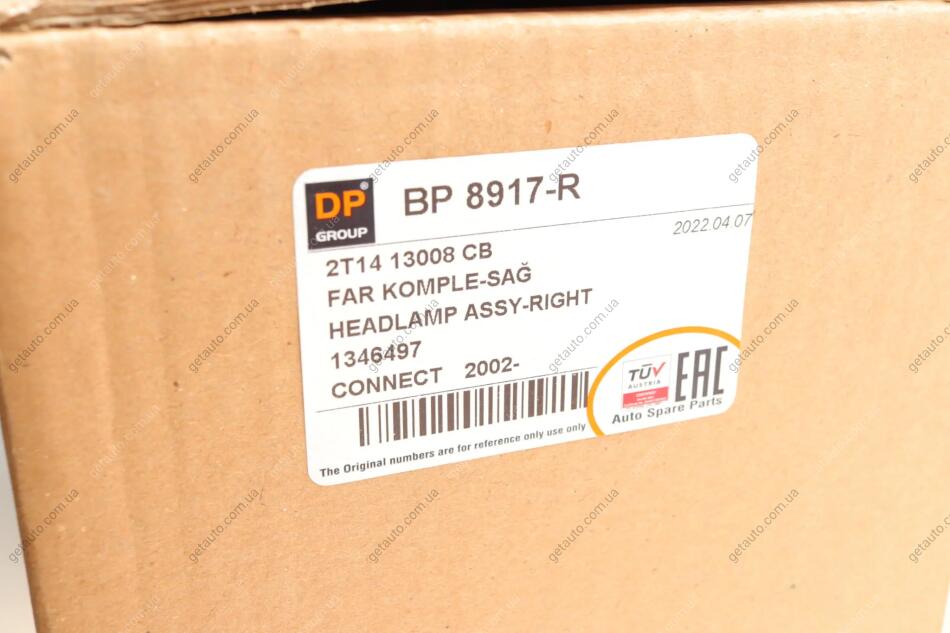 DP®
GROUP
BP 8917-R
2022.04.07
2T14 13008 CB
FAR KOMPLE-SAĞ
HEADLAMP ASSY-RIGHT
1346497
CONNECT 2002-
TÜV
AUSTRIA
EAC
Auto Spare Parts
The Original numbers are for reference only use only
getauto.com.ua